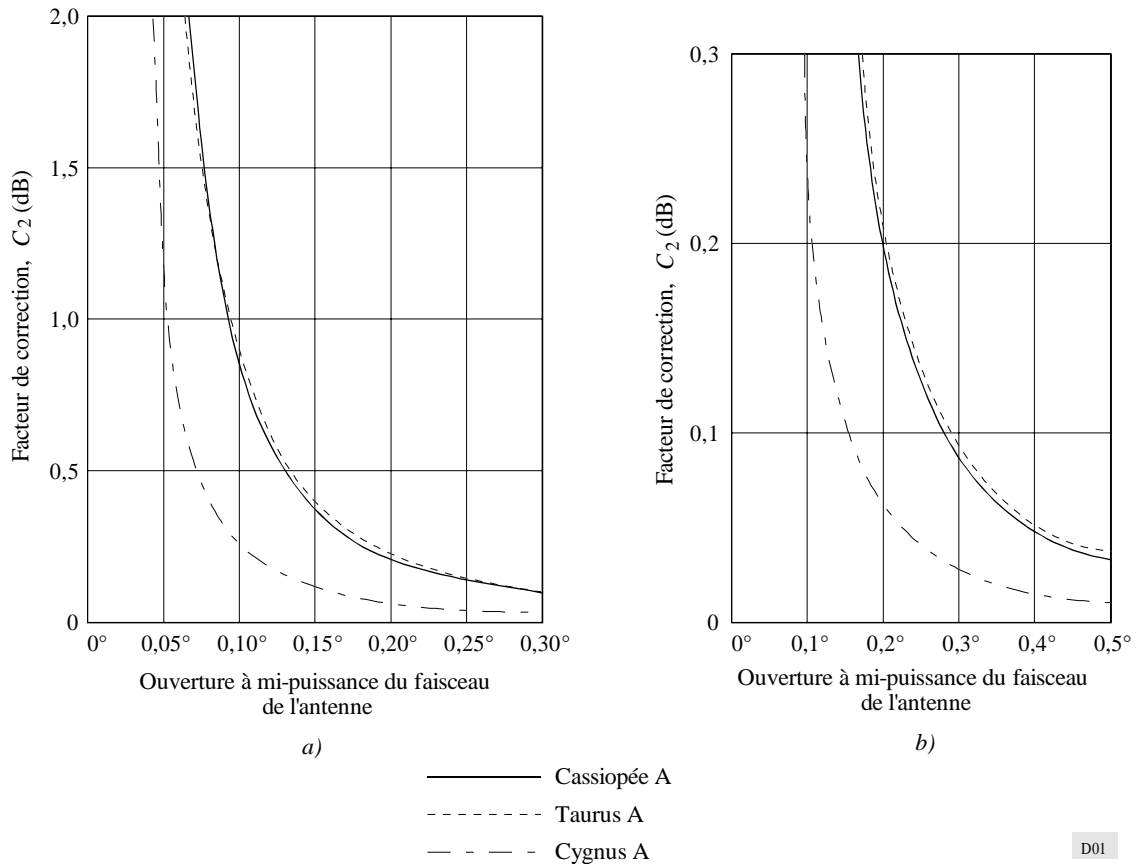 2,0
1,5
1,0
0,5
0
0° 0,05° 0,10° 0,15° 0,20° 0,25° 0,30°
Facteur de correction, C2 (dB)
Ouverture à mi-puissance du faisceau
de l'antenne
a)
0,3
0,2
0,1
0
0° 0,1° 0,2° 0,3° 0,4° 0,5°
Facteur de correction, C2 (dB)
Ouverture à mi-puissance du faisceau
de l'antenne
b)
Cassiopée A
Taurus A
Cygnus A
D01